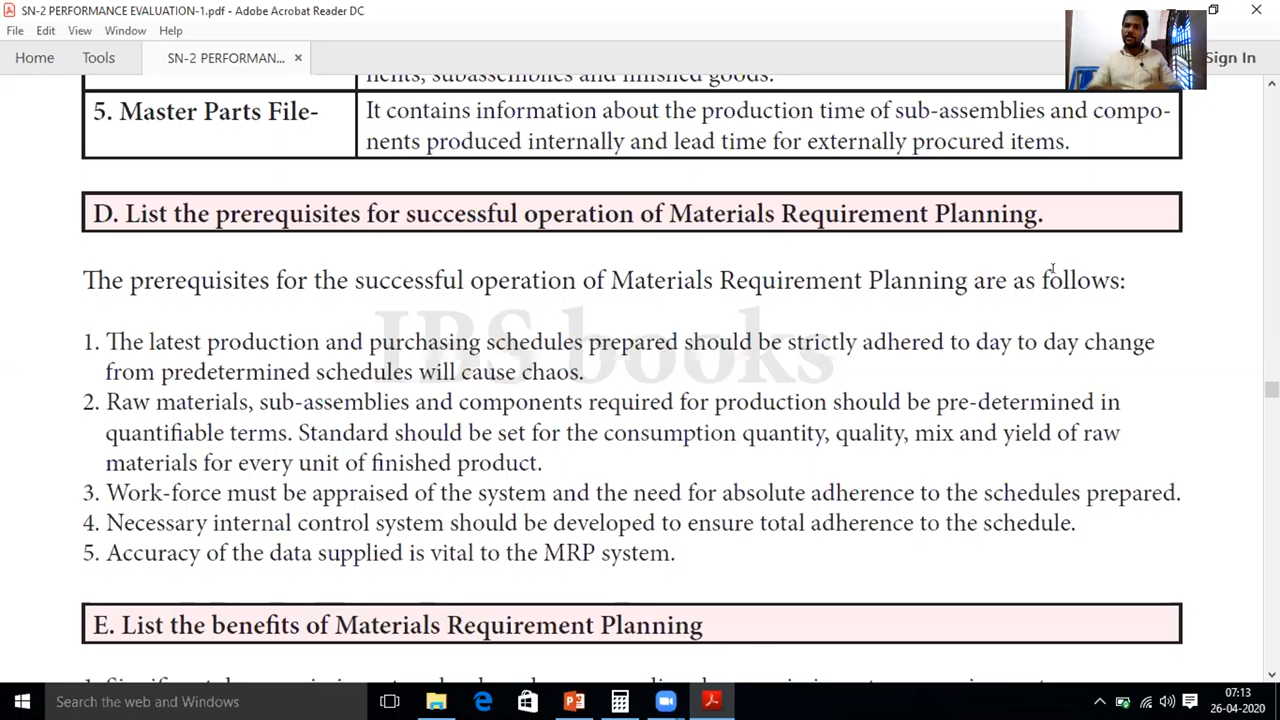 SN-2 PERFORMANCE EVALUATION-1.pdf - Adobe Acrobat Reader DC
File Edit View Window Help
Home Tools SN-2 PERFORMAN... × Sign In
nents, subassemblies and finished goods.
5. Master Parts File- It contains information about the production time of sub-assemblies and compo-
nents produced internally and lead time for externally procured items.
D. List the prerequisites for successful operation of Materials Requirement Planning.
The prerequisites for the successful operation of Materials Requirement Planning are as follows:
IBS books
1. The latest production and purchasing schedules prepared should be strictly adhered to day to day change
from predetermined schedules will cause chaos.
2. Raw materials, sub-assemblies and components required for production should be pre-determined in
quantifiable terms. Standard should be set for the consumption quantity, quality, mix and yield of raw
materials for every unit of finished product.
3. Work-force must be appraised of the system and the need for absolute adherence to the schedules prepared.
4. Necessary internal control system should be developed to ensure total adherence to the schedule.
5. Accuracy of the data supplied is vital to the MRP system.
E. List the benefits of Materials Requirement Planning
Type here to search
07:13
26-04-2020